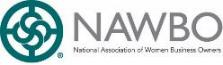 NAWBO
National Association of Women Business Owners
®